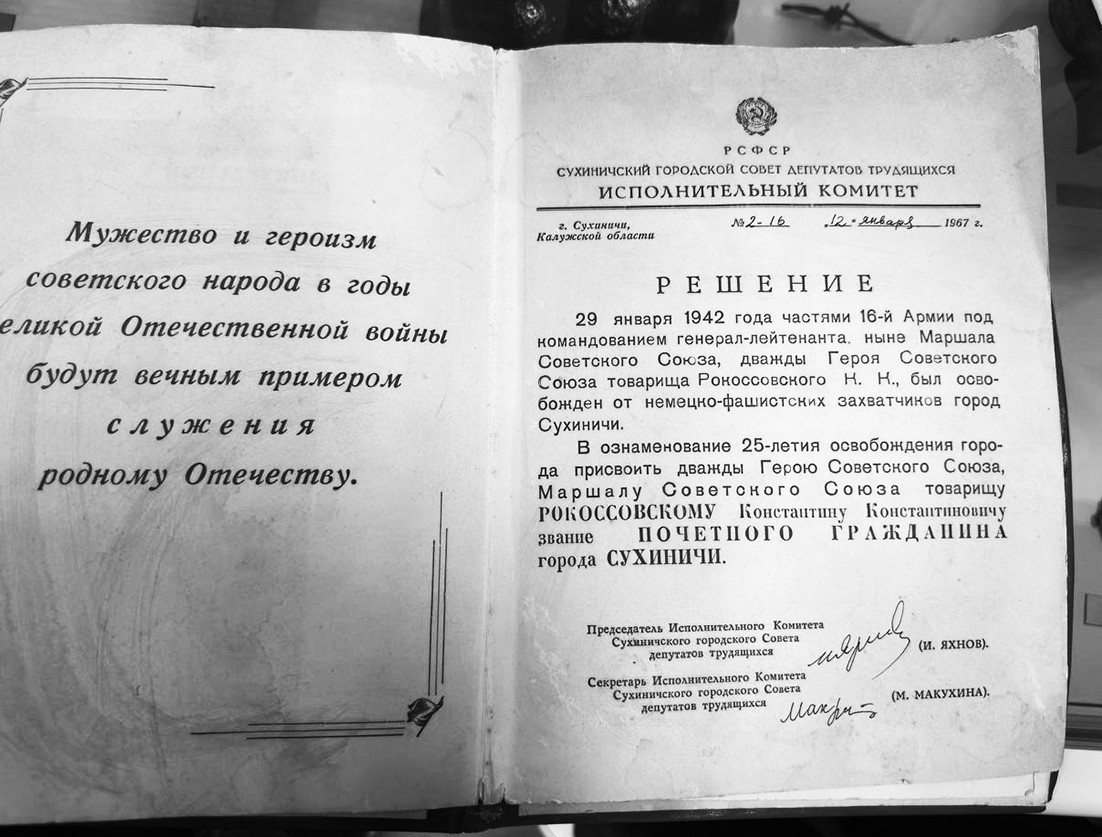 Мужество и героизм
советского народа в годы
еликой Отечественной войны
будут вечным примером
служения
родному Отечеству.
РСФСР
СУХИНИЧСКИЙ ГОРОДСКОЙ СОВЕТ ДЕПУТАТОВ ТРУДЯЩИХСЯ
ИСПОЛНИТЕЛЬНЫЙ КОМИТЕТ
г. Сухиничи,
Калужской области
№ 2-16 „12" января 1967 г.
РЕШЕНИЕ
29 января 1942 года частями 16-й Армии под
командованием генерал-лейтенанта, ныне Маршала
Советского Союза, дважды Героя Советского
Союза товарища Рокоссовского К. К., был осво-
божден от немецко-фашистских захватчиков город
Сухиничи.
В ознаменование 25-летия освобождения горо-
да присвоить дважды Герою Советского Союза,
Маршалу Советского Союза товарищу
РОКОССОВСКОМУ Константину Константиновичу
звание ПОЧЕТНОГО ГРАЖДАНИНА
города СУХИНИЧИ.
Председатель Исполнительного Комитета
Сухиничского городского Совета
депутатов трудящихся
(И. ЯХНОВ).
Секретарь Исполнительного Комитета
Сухиничского городского Совета
депутатов трудящихся
(М. МАКУХИНА).